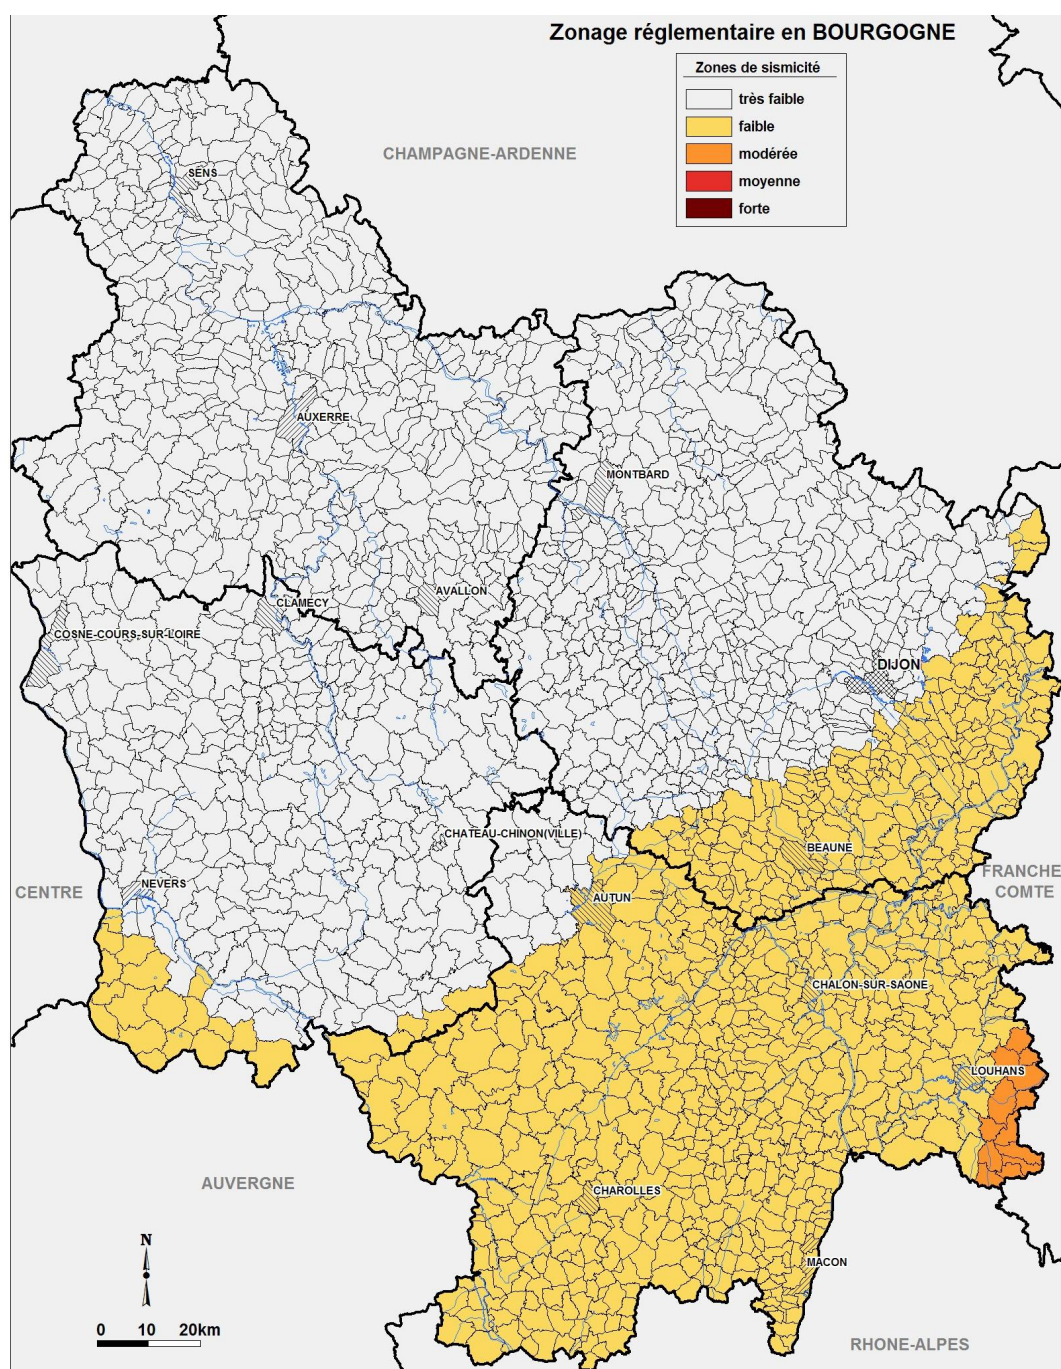 Zonage réglementaire en BOURGOGNE
Zones de sismicité
très faible
faible
modérée
moyenne
forte
CHAMPAGNE-ARDENNE
SENS
AUXERRE
MONTBARD
AVALLON
CLAMECY
COSNE-COURS-SUR-LOIRE
DIJON
CHATEAU-CHINON(VILLE)
BEAUNE
CENTRE
NEVERS
FRANCHE
COMTE
AUTUN
CHALON-SUR-SAONE
LOUHANS
AUVERGNE
CHAROLLES
N
MACON
0 10 20km
RHONE-ALPES